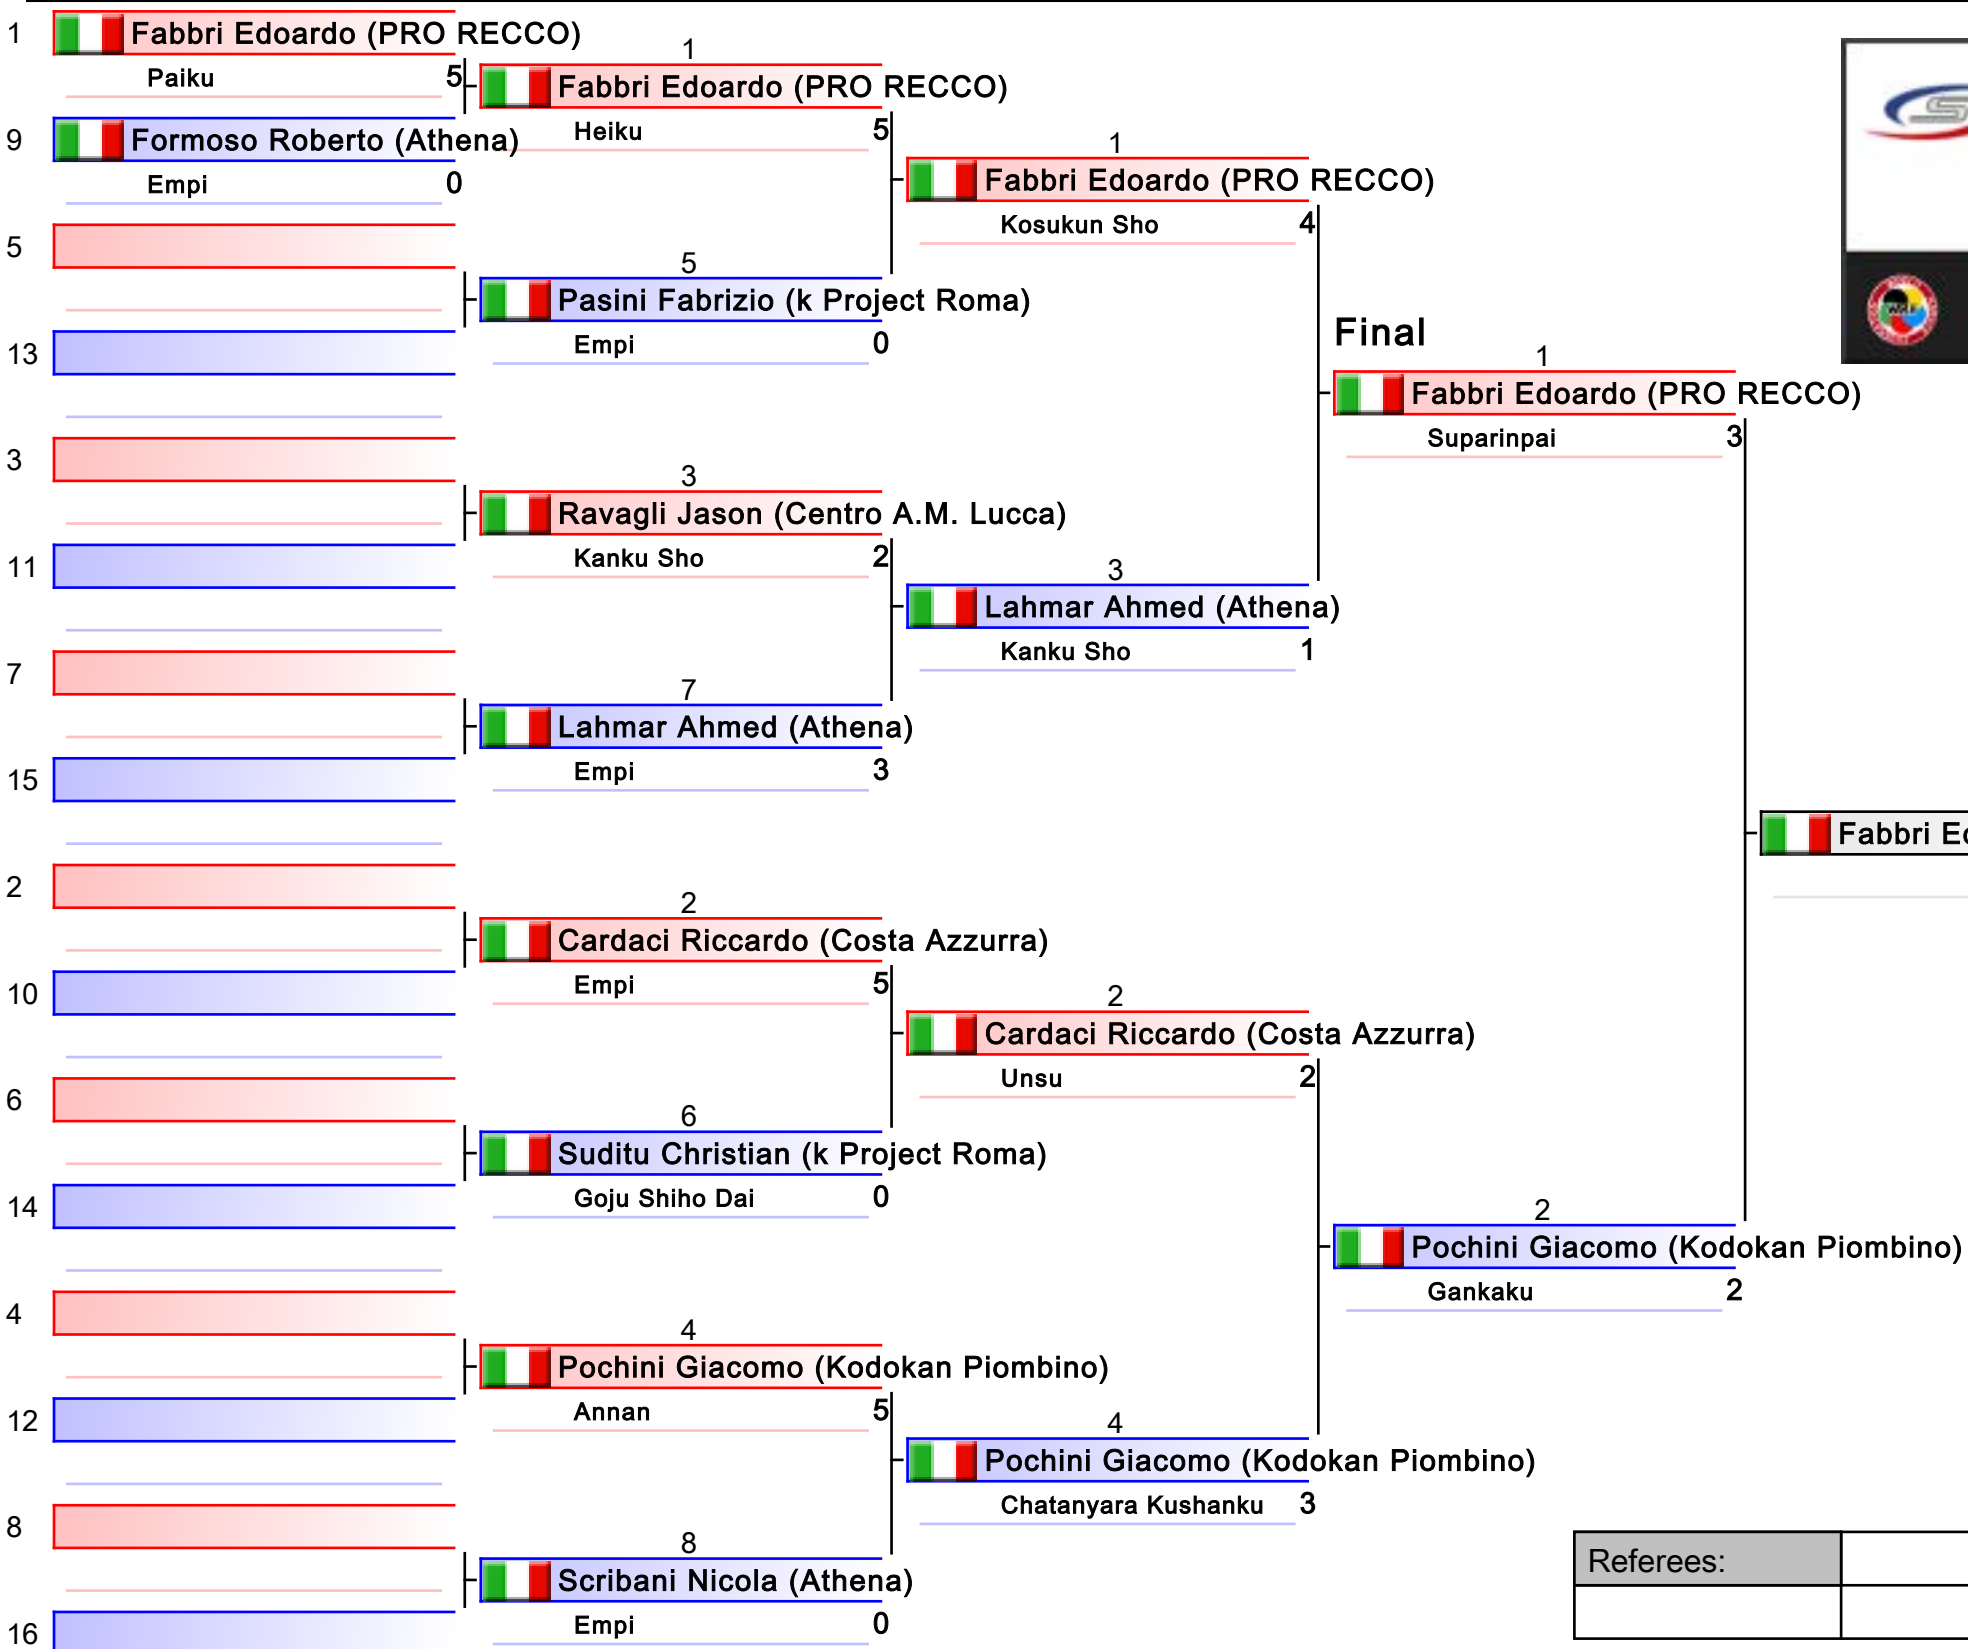 1
Fabbri Edoardo (PRO RECCO)
Paiku 5
9
Formoso Roberto (Athena)
Empi 0
5
13
3
11
7
15
2
10
6
14
4
12
8
16
1
Fabbri Edoardo (PRO RECCO)
Heiku 5
5
Pasini Fabrizio (k Project Roma)
Empi 0
3
Ravagli Jason (Centro A.M. Lucca)
Kanku Sho 2
7
Lahmar Ahmed (Athena)
Empi 3
2
Cardaci Riccardo (Costa Azzurra)
Empi 5
6
Suditu Christian (k Project Roma)
Goju Shiho Dai 0
4
Pochini Giacomo (Kodokan Piombino)
Annan 5
8
Scribani Nicola (Athena)
Empi 0
1
Fabbri Edoardo (PRO RECCO)
Kosukun Sho 4
3
Lahmar Ahmed (Athena)
Kanku Sho 1
2
Cardaci Riccardo (Costa Azzurra)
Unsu 2
4
Pochini Giacomo (Kodokan Piombino)
Chatanyara Kushanku 3
Final
1
Fabbri Edoardo (PRO RECCO)
Suparinpai 3
2
Pochini Giacomo (Kodokan Piombino)
Gankaku 2
Fabbri
Referees: